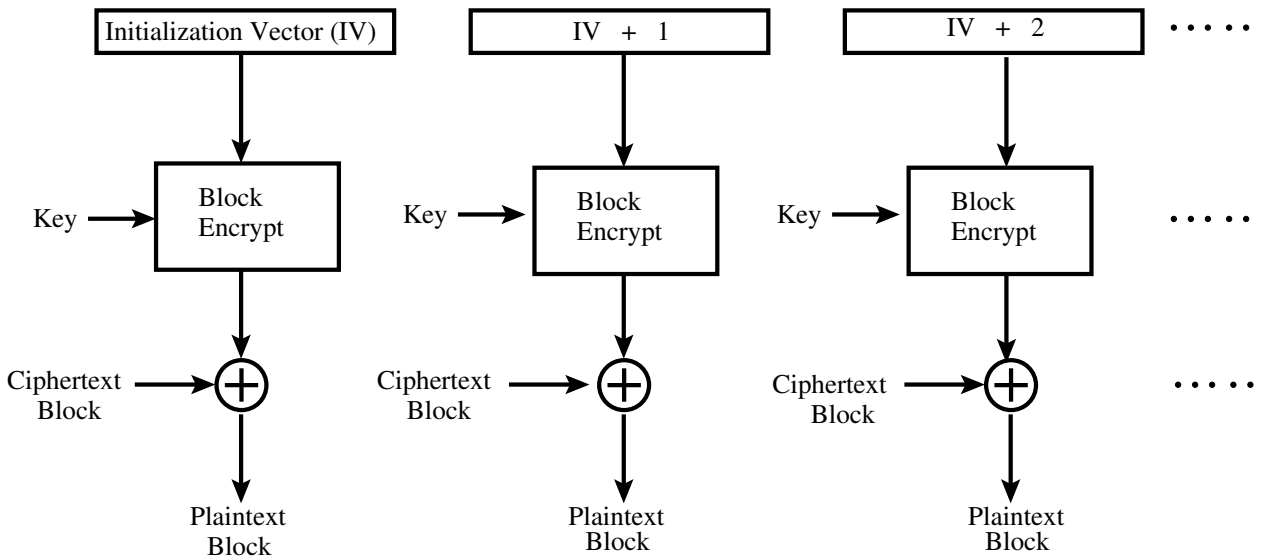 Initialization Vector (IV)
IV + 1
IV + 2
.....
Key
Block
Encrypt
Key
Block
Encrypt
Key
Block
Encrypt
.....
Ciphertext
Block
+
Ciphertext
Block
+
Ciphertext
Block
+
.....
Plaintext
Block
Plaintext
Block
Plaintext
Block